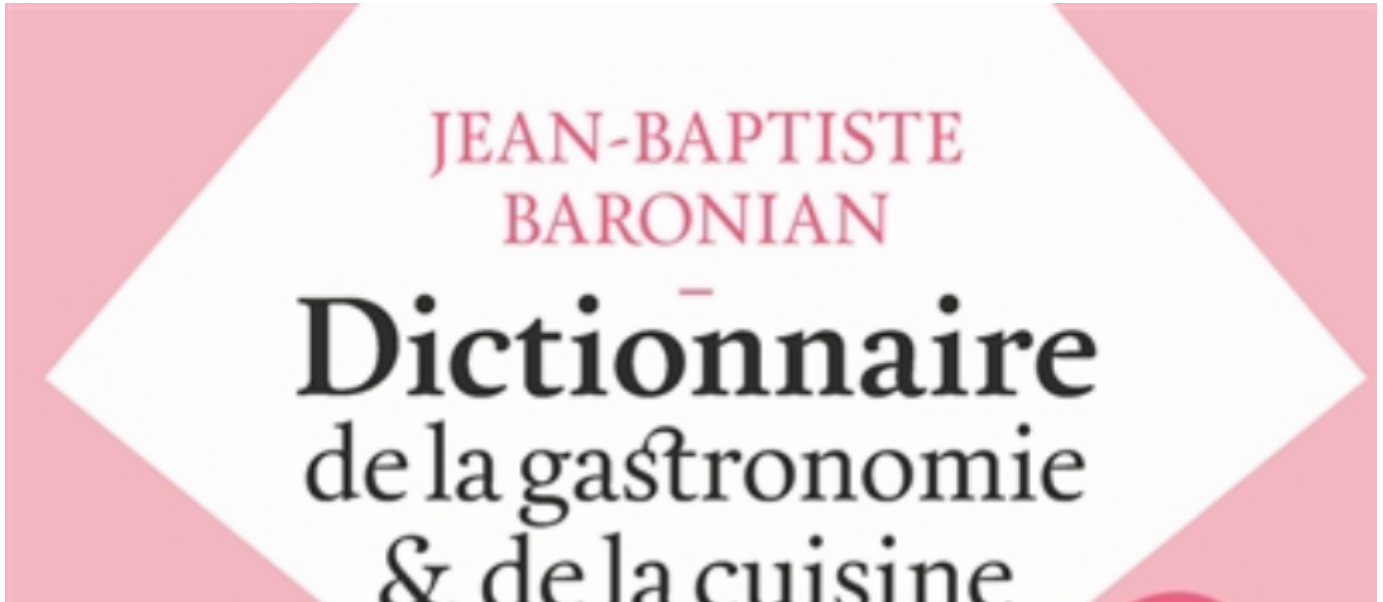 JEAN-BAPTISTE
BARONIAN
–
Dictionnaire
de la gastronomie
& de la cuisine